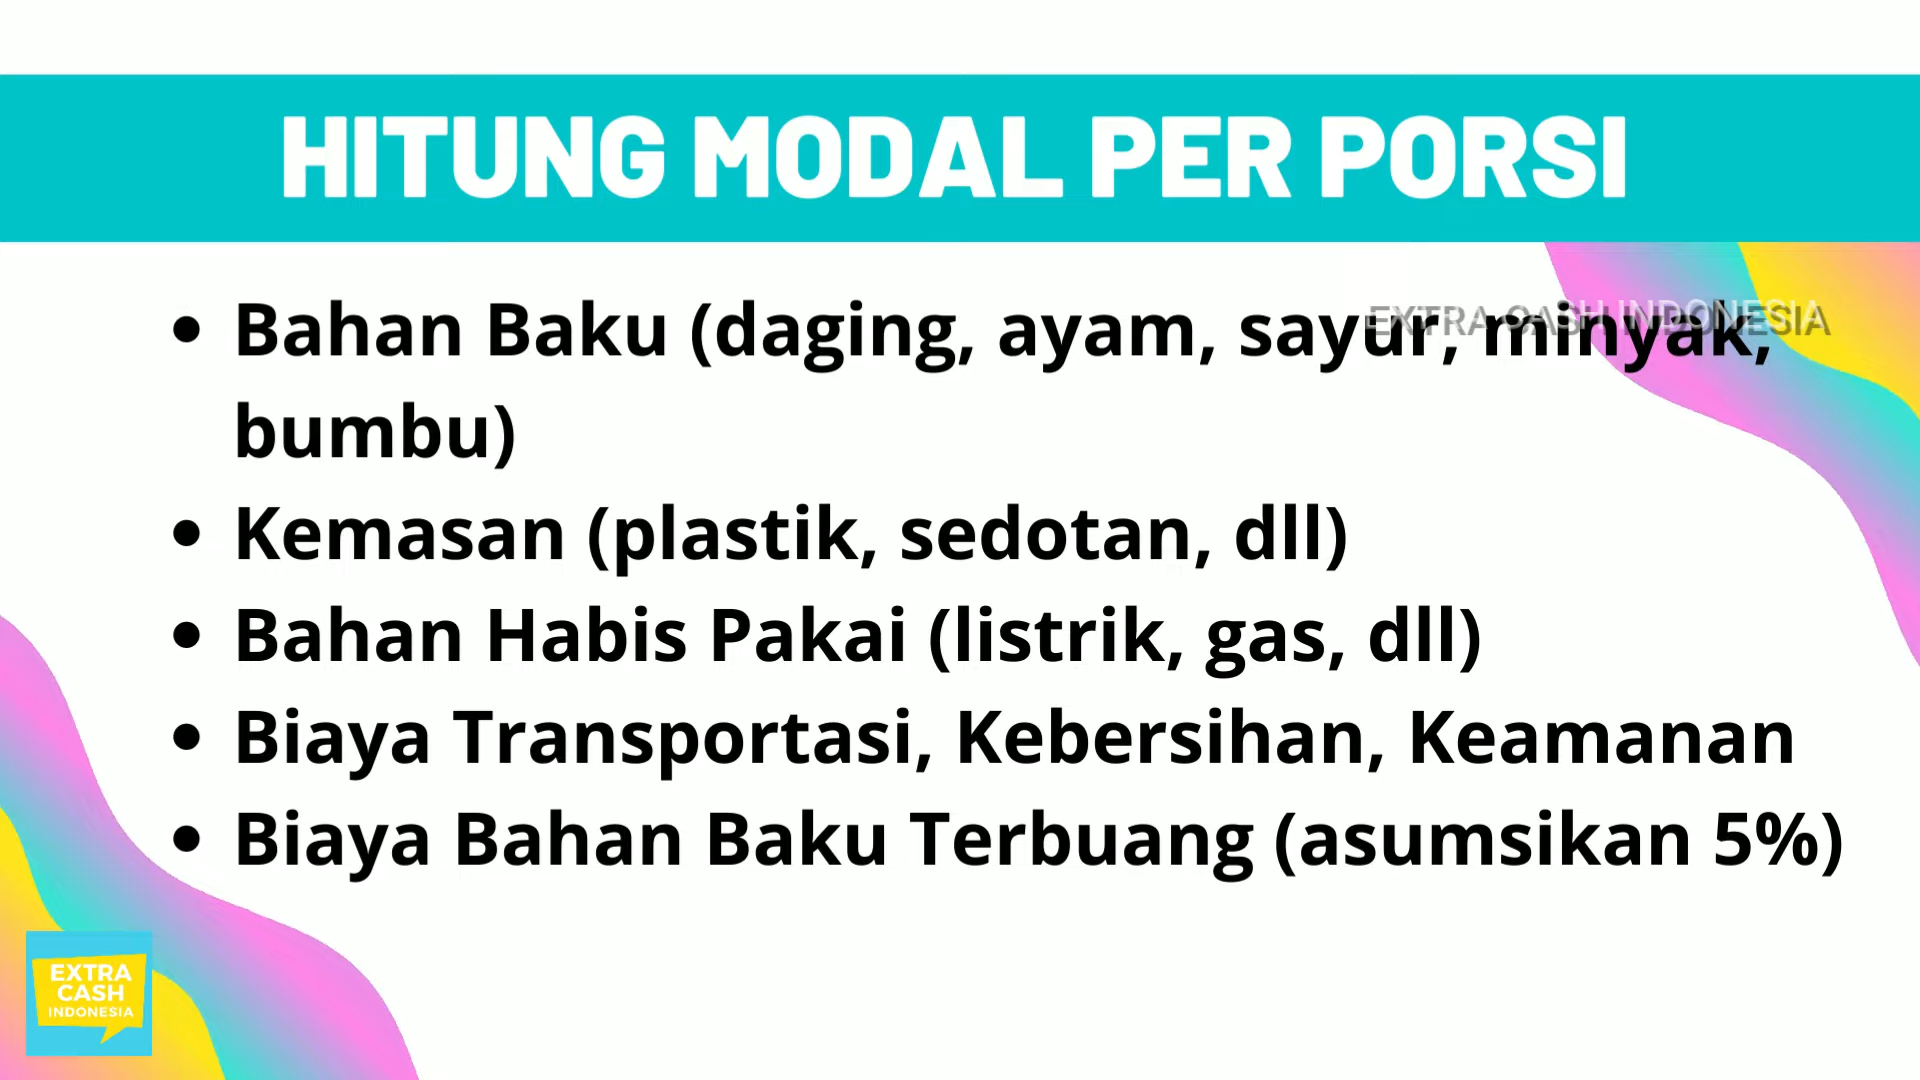 HITUNG MODAL PER PORSI
• Bahan Baku (daging, ayam, sayur, minyak,
bumbu)
• Kemasan (plastik, sedotan, dll)
• Bahan Habis Pakai (listrik, gas, dll)
• Biaya Transportasi, Kebersihan, Keamanan
• Biaya Bahan Baku Terbuang (asumsikan 5%)
EXTRA CASH INDONESIA
EXTRA
CASH
INDONESIA